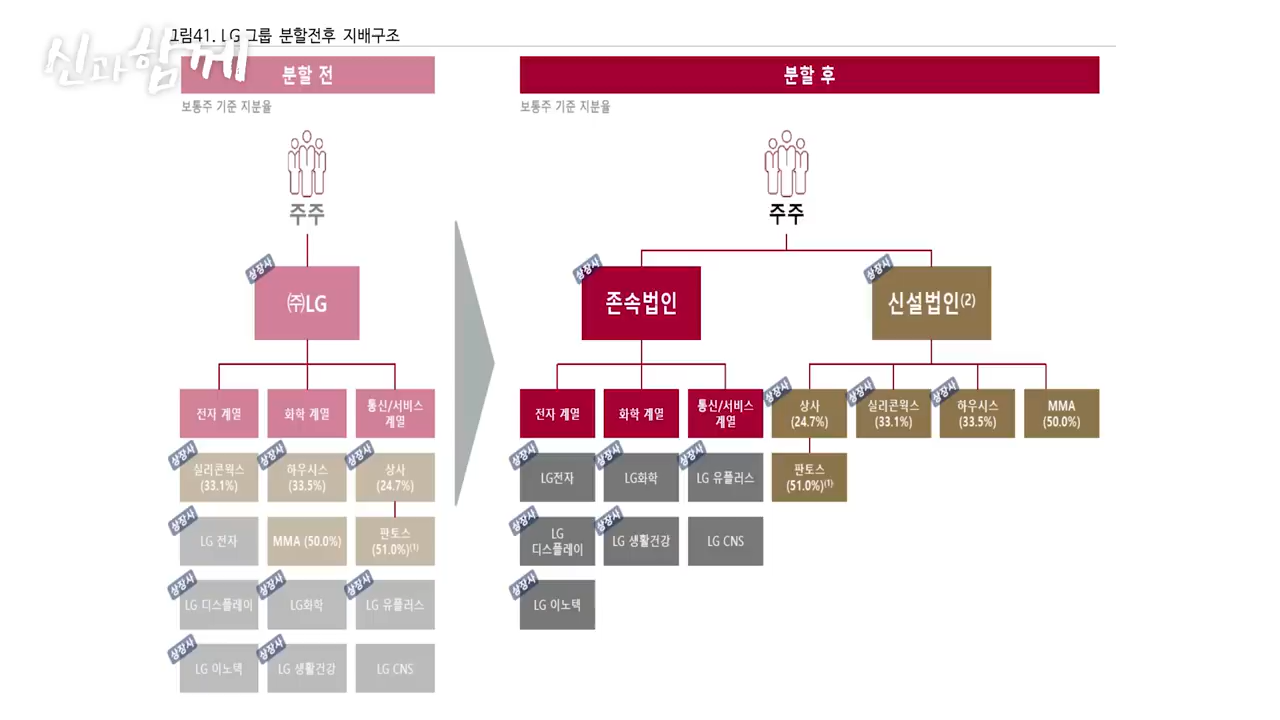 신과함께
그림41. LG 그룹 분할전후 지배구조
분할 전
보통주 기준 지분율
주주
상장사
㈜LG
전자 계열
화학 계열
통신/서비스
계열
상장사
실리콘웍스
(33.1%)
상장사
하우시스
(33.5%)
상장사
상사
(24.7%)
상장사
LG 전자
MMA (50.0%)
판토스
(51.0%)(1)
상장사
LG 디스플레이
상장사
LG화학
상장사
LG 유플러스
상장사
LG 이노텍
상장사
LG 생활건강
LG CNS
분할 후
보통주 기준 지분율
주주
상장사
존속법인
상장사
신설법인(2)
전자 계열
화학 계열
통신/서비스
계열
상장사
상사
(24.7%)
상장사
실리콘웍스
(33.1%)
상장사
하우시스
(33.5%)
MMA
(50.0%)
상장사
LG전자
상장사
LG화학
상장사
LG 유플러스
판토스
(51.0%)(1)
상장사
LG
디스플레이
상장사
LG 생활건강
LG CNS
상장사
LG 이노텍